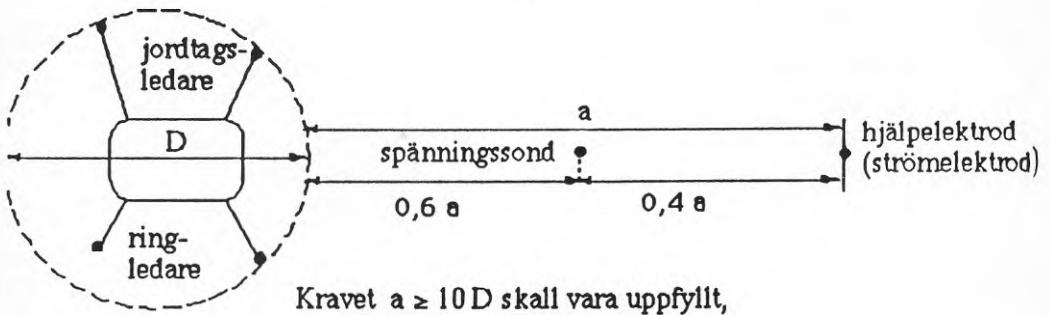 jordtags-
ledare
D
a
spänningssond
hjälpelektrod
(strömelektrod)
0,6 a
0,4 a
ring-
ledare
Kravet a ≥ 10 D skall vara uppfyllt,